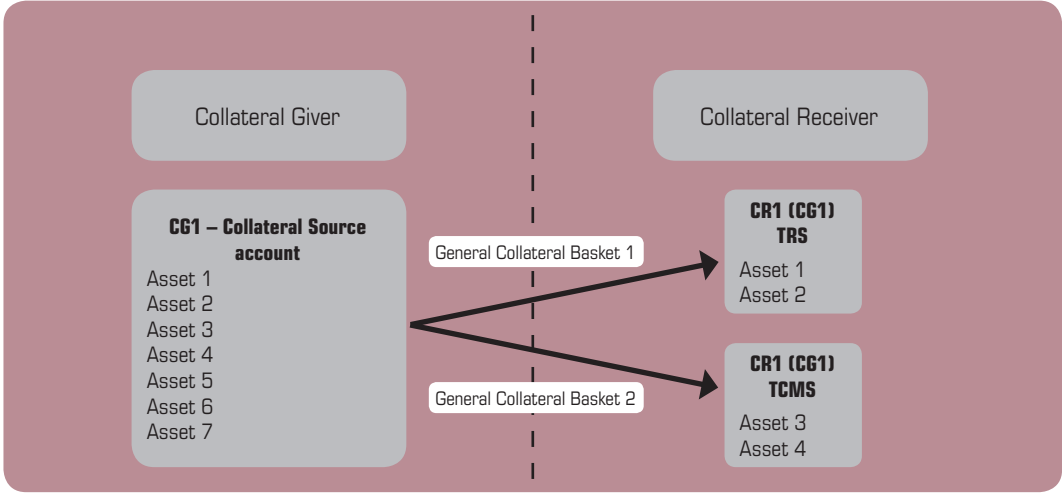 Collateral Giver
Collateral Receiver
CG1 – Collateral Source
account
Asset 1
Asset 2
Asset 3
Asset 4
Asset 5
Asset 6
Asset 7
General Collateral Basket 1
General Collateral Basket 2
CR1 (CG1)
TRS
Asset 1
Asset 2
CR1 (CG1)
TCMS
Asset 3
Asset 4